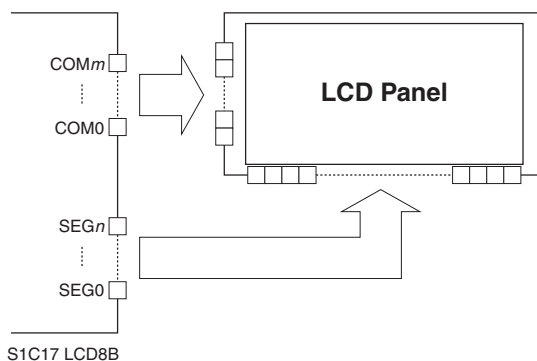 COMm
COM0
LCD Panel
SEGn
SEG0
S1C17 LCD8B